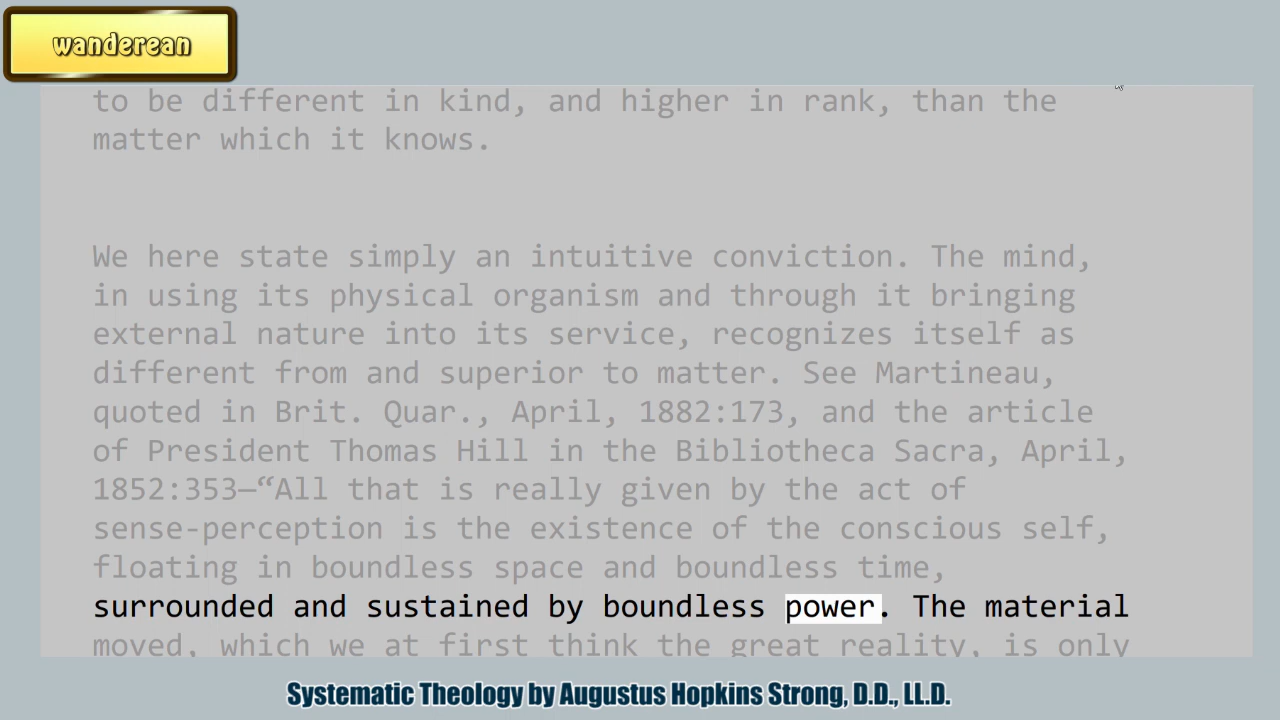 wanderean
to be different in kind, and higher in rank, than the
matter which it knows.
We here state simply an intuitive conviction. The mind,
in using its physical organism and through it bringing
external nature into its service, recognizes itself as
different from and superior to matter. See Martineau,
quoted in Brit. Quar., April, 1882:173, and the article
of President Thomas Hill in the Bibliotheca Sacra, April,
1852:353—“All that is really given by the act of
sense-perception is the existence of the conscious self,
floating in boundless space and boundless time,
surrounded and sustained by boundless power. The material
moved, which we at first think the great reality, is only
Systematic Theology by Augustus Hopkins Strong, D.D., LL.D.